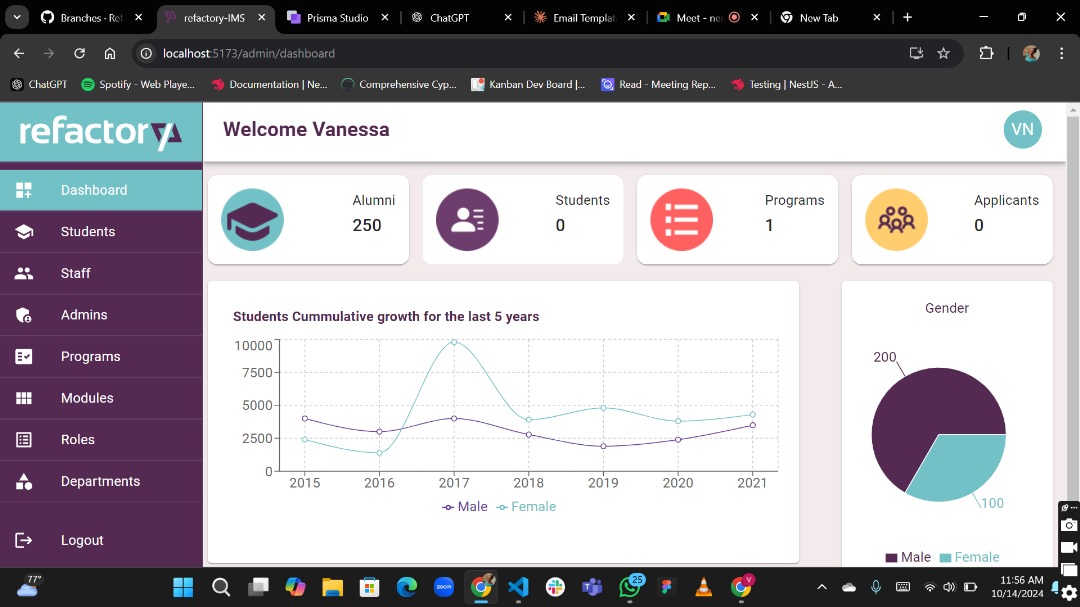 Branches · Re
refactory-IMS
Prisma Studio
ChatGPT
Email Templat
Meet - ne
New Tab
localhost:5173/admin/dashboard
ChatGPT
Spotify - Web Playe...
Documentation | Ne...
Comprehensive Cyp...
Kanban Dev Board |...
Read - Meeting Rep...
Testing | NestJS - A...
refactory
Welcome Vanessa
VN
Dashboard
Students
Staff
Admins
Programs
Modules
Roles
Departments
Logout
Alumni
250
Students
0
Programs
1
Applicants
0
Students Cummulative growth for the last 5 years
10000
7500
5000
2500
0
2015 2016 2017 2018 2019 2020 2021
Male Female
Gender
200
100
Male Female
77°
zoom
25
V
11:56 AM
10/14/2024